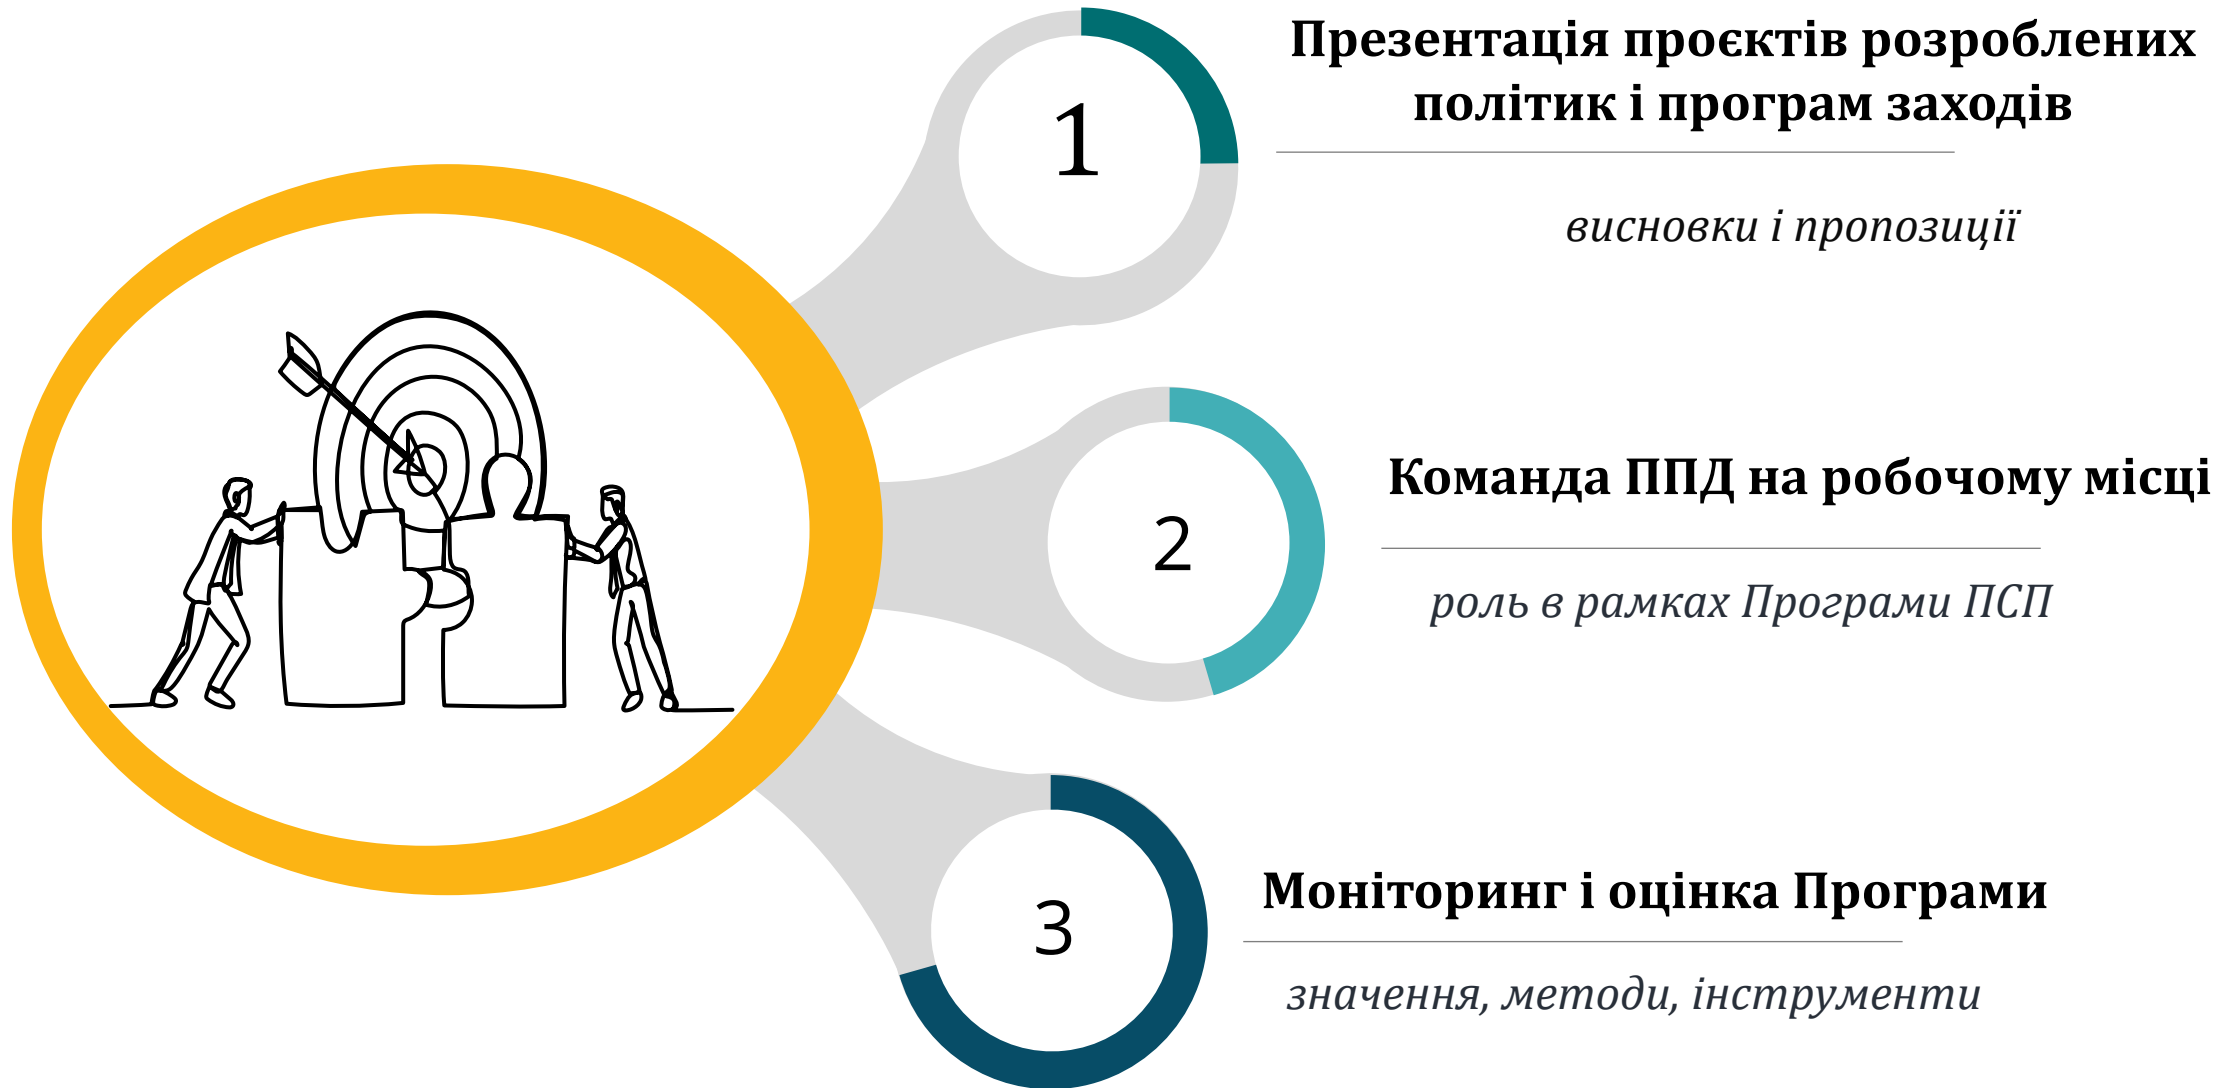 1
Презентація проєктів розроблених
політик і програм заходів
висновки і пропозиції
2
Команда ППД на робочому місці
роль в рамках Програми ПСП
3
Моніторинг і оцінка Програми
значення, методи, інструменти